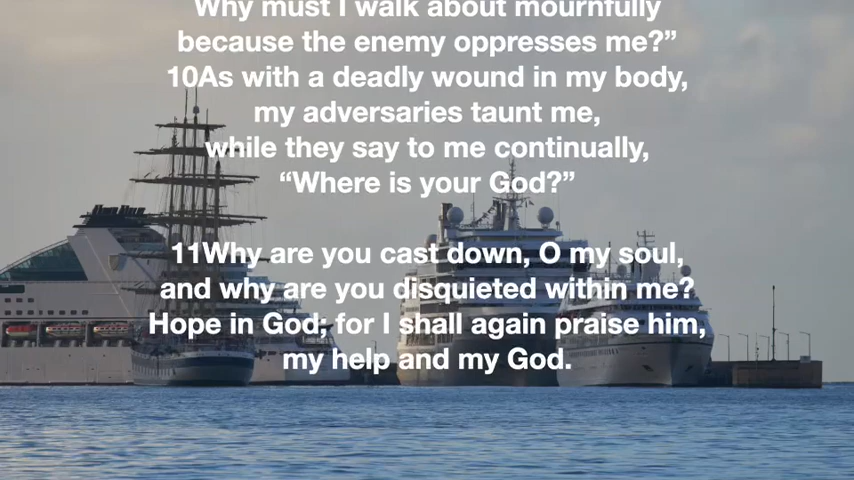 Why must I walk about mournfully
because the enemy oppresses me?”
10As with a deadly wound in my body,
my adversaries taunt me,
while they say to me continually,
“Where is your God?”
11Why are you cast down, O my soul,
and why are you disquieted within me?
Hope in God; for I shall again praise him,
my help and my God.